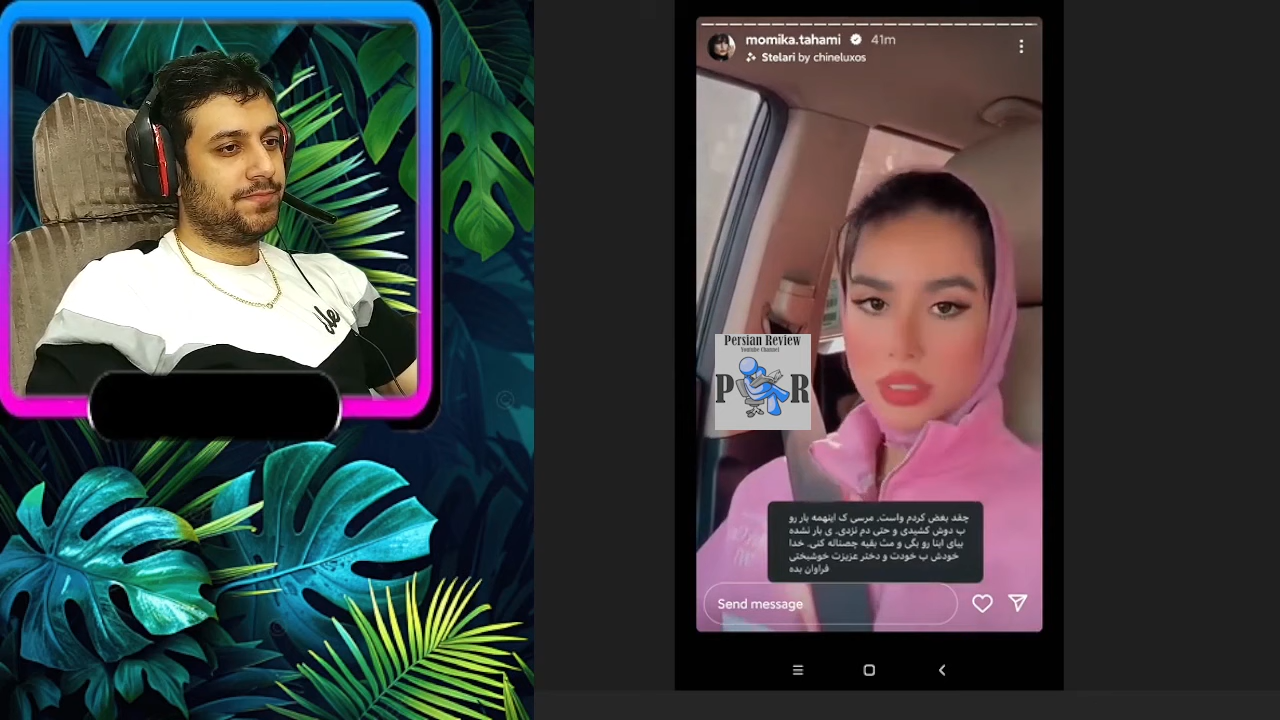 momika.tahami 41m
Stelari by chineluxos
Persian Review
Youtube Channel
P R
چقد بغض کردم واست. مرسی ک اینهمه بار رو
ب دوش کشیدی و حتی دم نزدی. ی بار نشده
بیای اینا رو بگی و مث بقیه چصناله کنی. خدا
خودش ب خودت و دختر عزیزت خوشبختی
فراوان بده
Send message